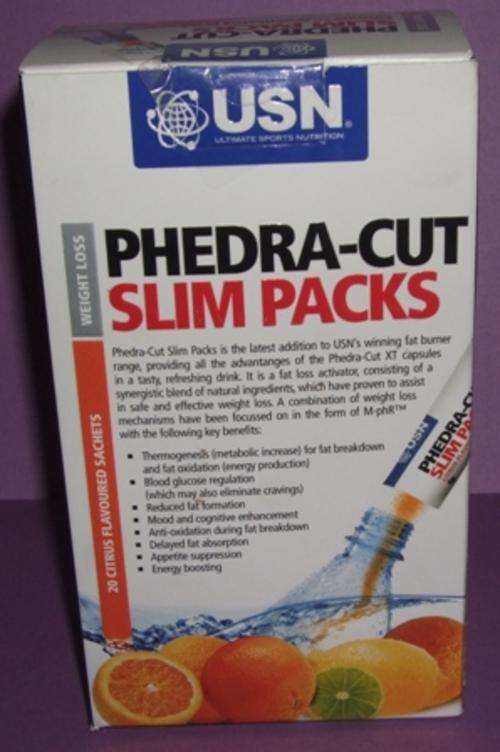 PHEDRA-CUT
SLIM PACKS
USN
USN®
ULTIMATE SPORTS NUTRITION
WEIGHT LOSS
PHEDRA-CUT
SLIM PACKS
20 CITRUS FLAVOURED SACHETS
Phedra-Cut Slim Packs is the latest addition to USN's winning fat burner
range, providing all the advantanges of the Phedra-Cut XT capsules
in a tasty, refreshing drink. It is a fat loss activator, consisting of a
synergistic blend of natural ingredients, which have proven to assist
in safe and effective weight loss. A combination of weight loss
mechanisms have been focussed on in the form of M-phR™
with the following key benefits:
▪ Thermogenesis (metabolic increase) for fat breakdown
and fat oxidation (energy production)
▪ Blood glucose regulation
(which may also eliminate cravings)
▪ Reduced fat formation
▪ Mood and cognitive enhancement
▪ Anti-oxidation during fat breakdown
▪ Delayed fat absorption
▪ Appetite suppression
▪ Energy boosting
USN
PHEDRA-C
SLIM PA